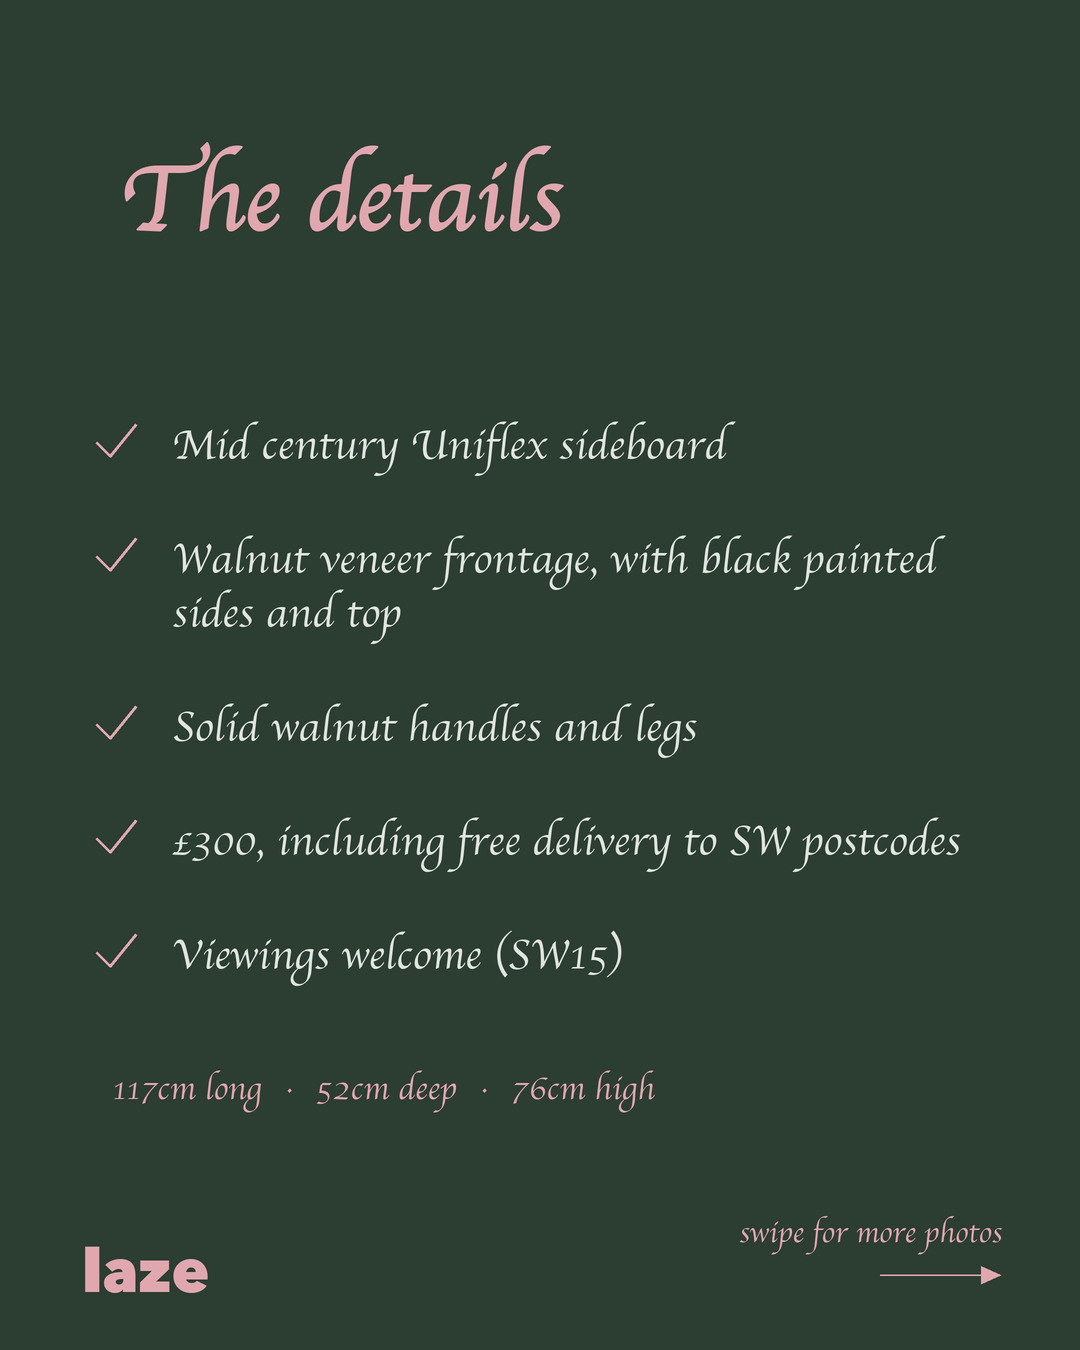 The details
Mid century Uniflex sideboard
Walnut veneer frontage, with black painted
sides and top
Solid walnut handles and legs
£300, including free delivery to SW postcodes
Viewings welcome (SW15)
117cm long · 52cm deep · 76cm high
swipe for more photos
laze